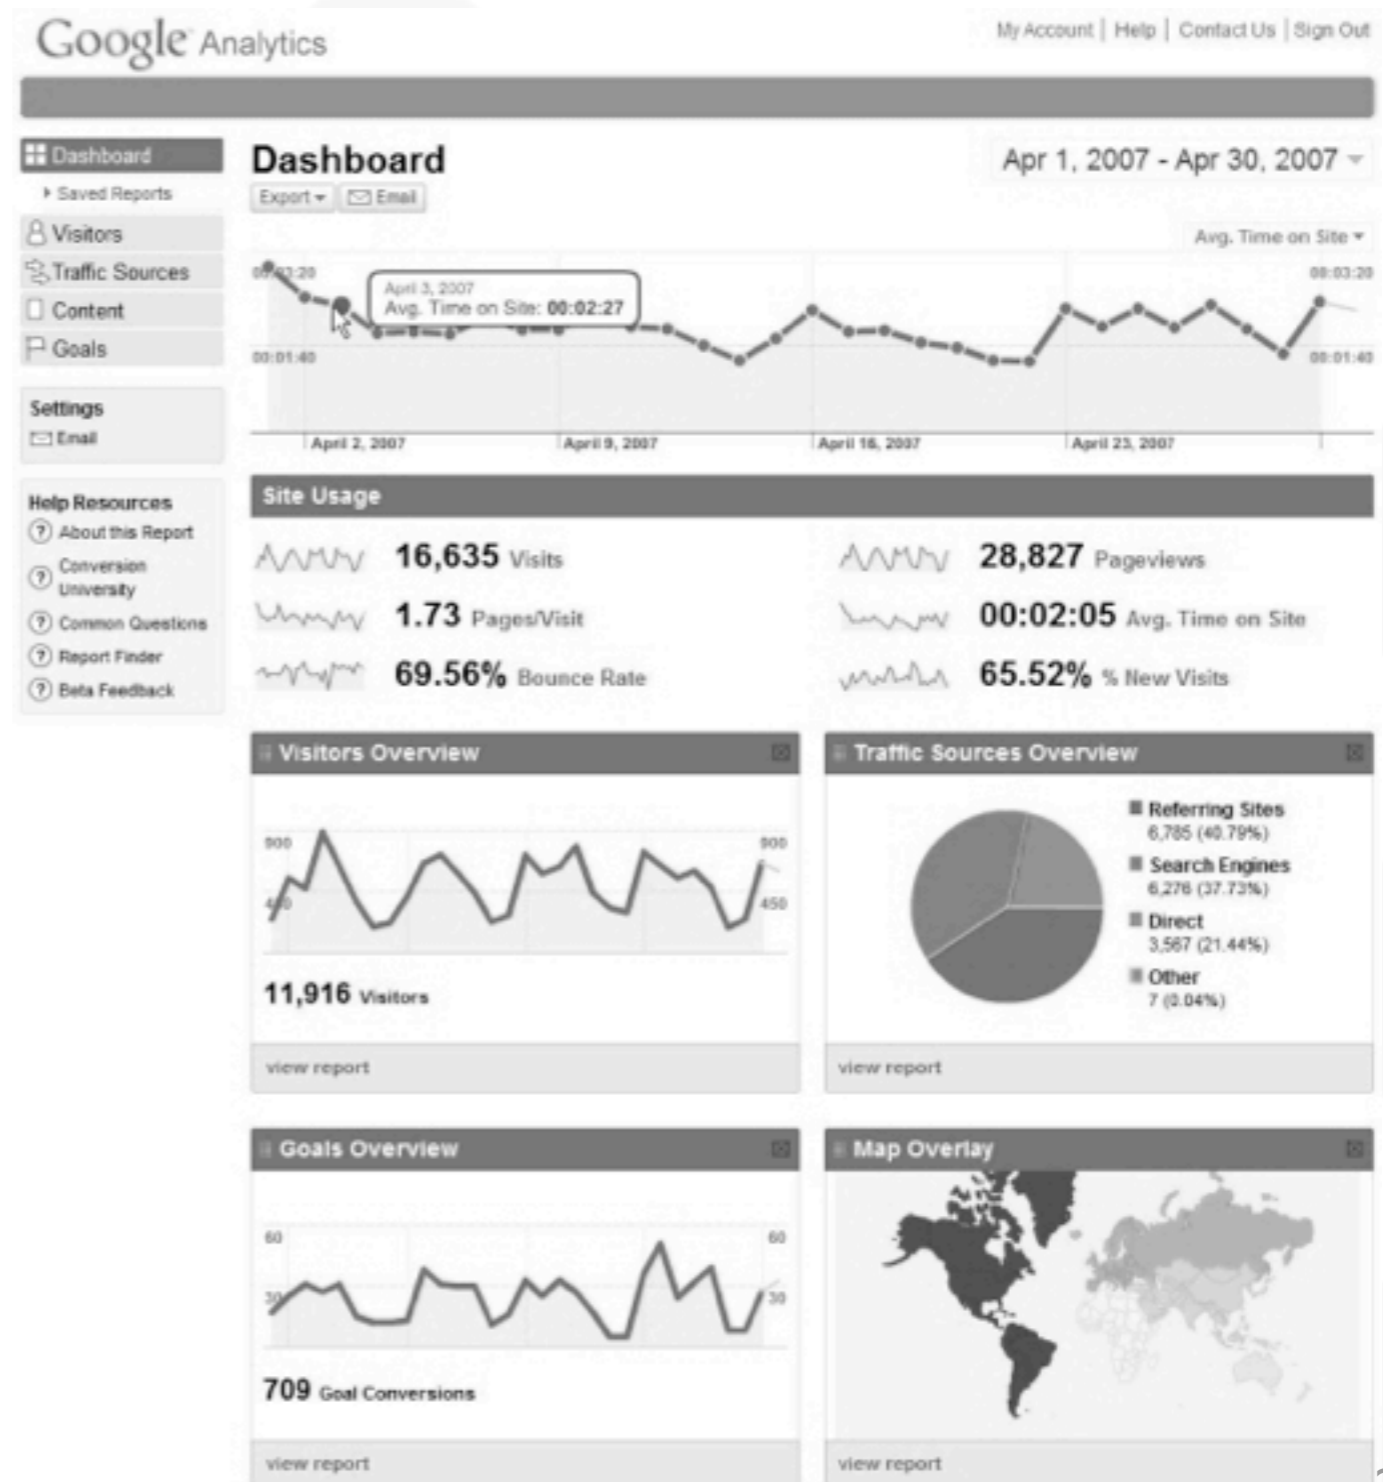 Google Analytics
My Account | Help | Contact Us | Sign Out
Dashboard
Saved Reports
Visitors
Traffic Sources
Content
Goals
Settings
Email
Help Resources
About this Report
Conversion
University
Common Questions
Report Finder
Beta Feedback
Dashboard
Apr 1, 2007 - Apr 30, 2007
Export
Email
Avg. Time on Site
00:03:20
00:03:20
April 3, 2007
Avg. Time on Site: 00:02:27
00:01:40
00:01:40
April 2, 2007
April 9, 2007
April 16, 2007
April 23, 2007
Site Usage
16,635 Visits
28,827 Pageviews
1.73 Pages/Visit
00:02:05 Avg. Time on Site
69.56% Bounce Rate
65.52% % New Visits
Visitors Overview
900
900
450
450
11,916 Visitors
view report
Traffic Sources Overview
Referring Sites
6,785 (40.79%)
Search Engines
6,276 (37.73%)
Direct
3,567 (21.44%)
Other
7 (0.04%)
view report
Goals Overview
60
60
30
30
709 Goal Conversions
view report
Map Overlay
view report